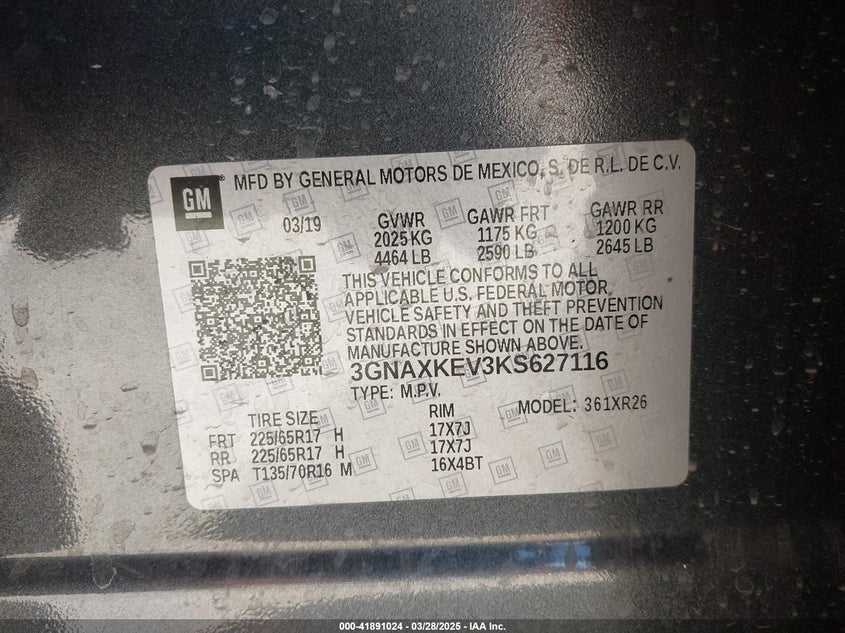 GM MFD BY GENERAL MOTORS DE MEXICO, S. DE R.L. DE C.V.
03/19
GVWR
2025 KG
4464 LB
GAWR FRT
1175 KG
2590 LB
GAWR RR
1200 KG
2645 LB
THIS VEHICLE CONFORMS TO ALL
APPLICABLE U.S. FEDERAL MOTOR
VEHICLE SAFETY AND THEFT PREVENTION
STANDARDS IN EFFECT ON THE DATE OF
MANUFACTURE SHOWN ABOVE.
3GNAXKEV3KS627116
TYPE: M.P.V.
MODEL: 361XR26
TIRE SIZE RIM
FRT 225/65R17 H 17X7J
RR 225/65R17 H 17X7J
SPA T135/70R16 M 16X4BT
000-41891024 — 03/28/2025 - IAA Inc.